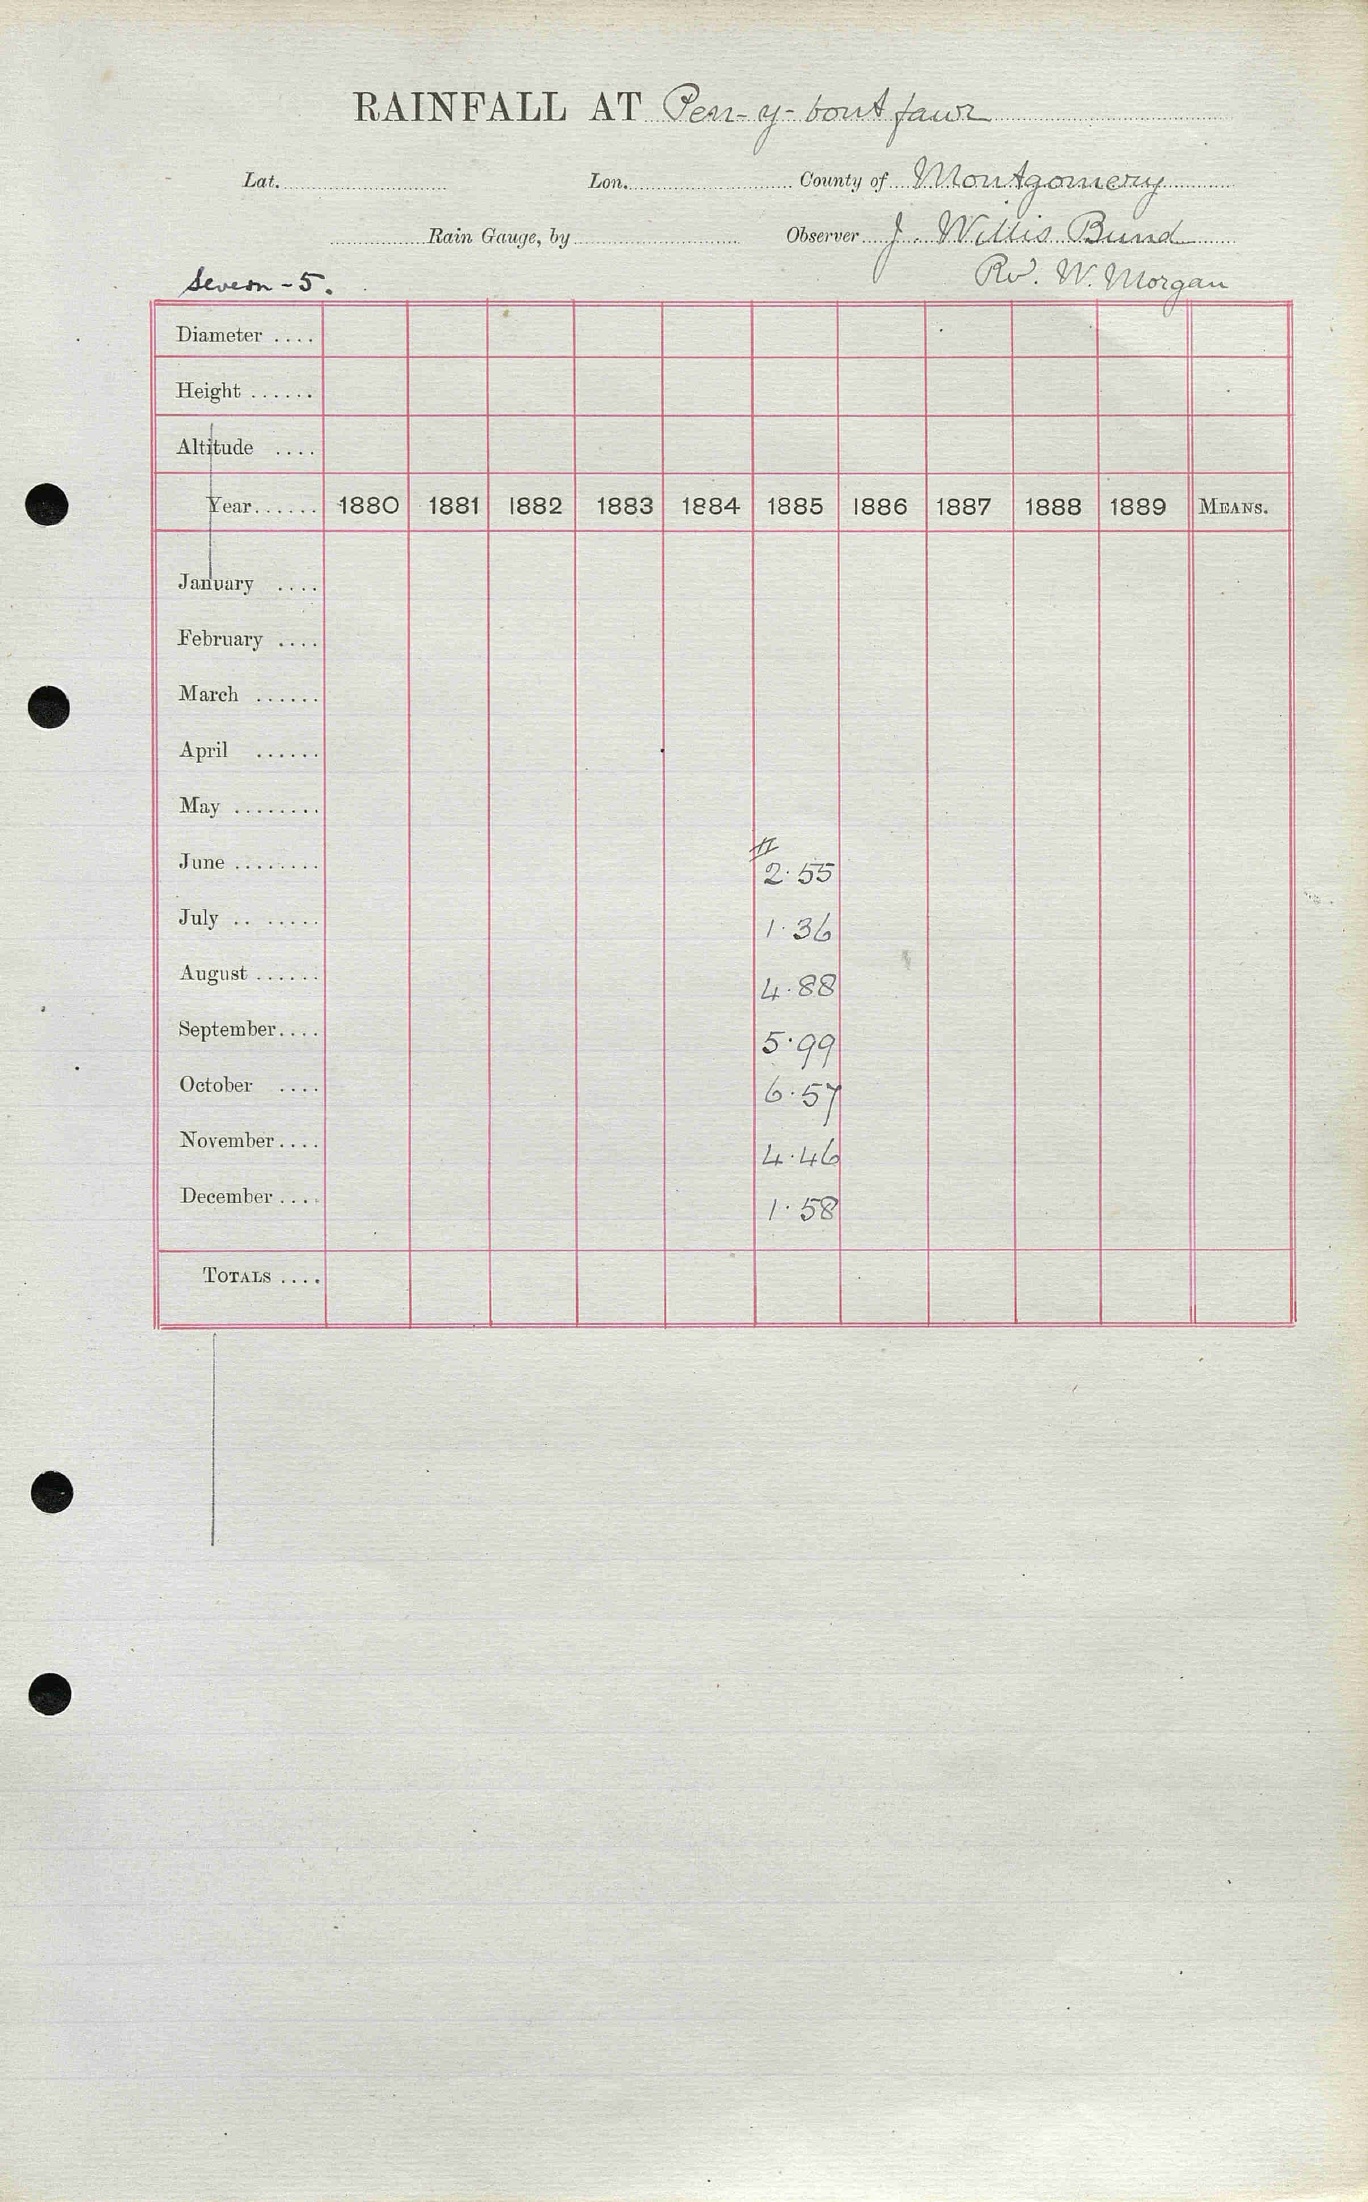 RAINFALL AT Pen-y-bont fawr
Lat. Lon. County of Montgomery
Rain Gauge, by Observer J. Willis Bund
Rev. W. Morgan
Severn - 5.
Diameter ....
Height ......
Altitude ....
Year...... 1880 1881 1882 1883 1884 1885 1886 1887 1888 1889 MEANS.
January ....
February ....
March ......
April ......
May ........
June ........ 2.55
July .. ..... 1.36
August ...... 4.88
September.... 5.99
October .... 6.57
November.... 4.46
December .... 1.58
TOTALS ....